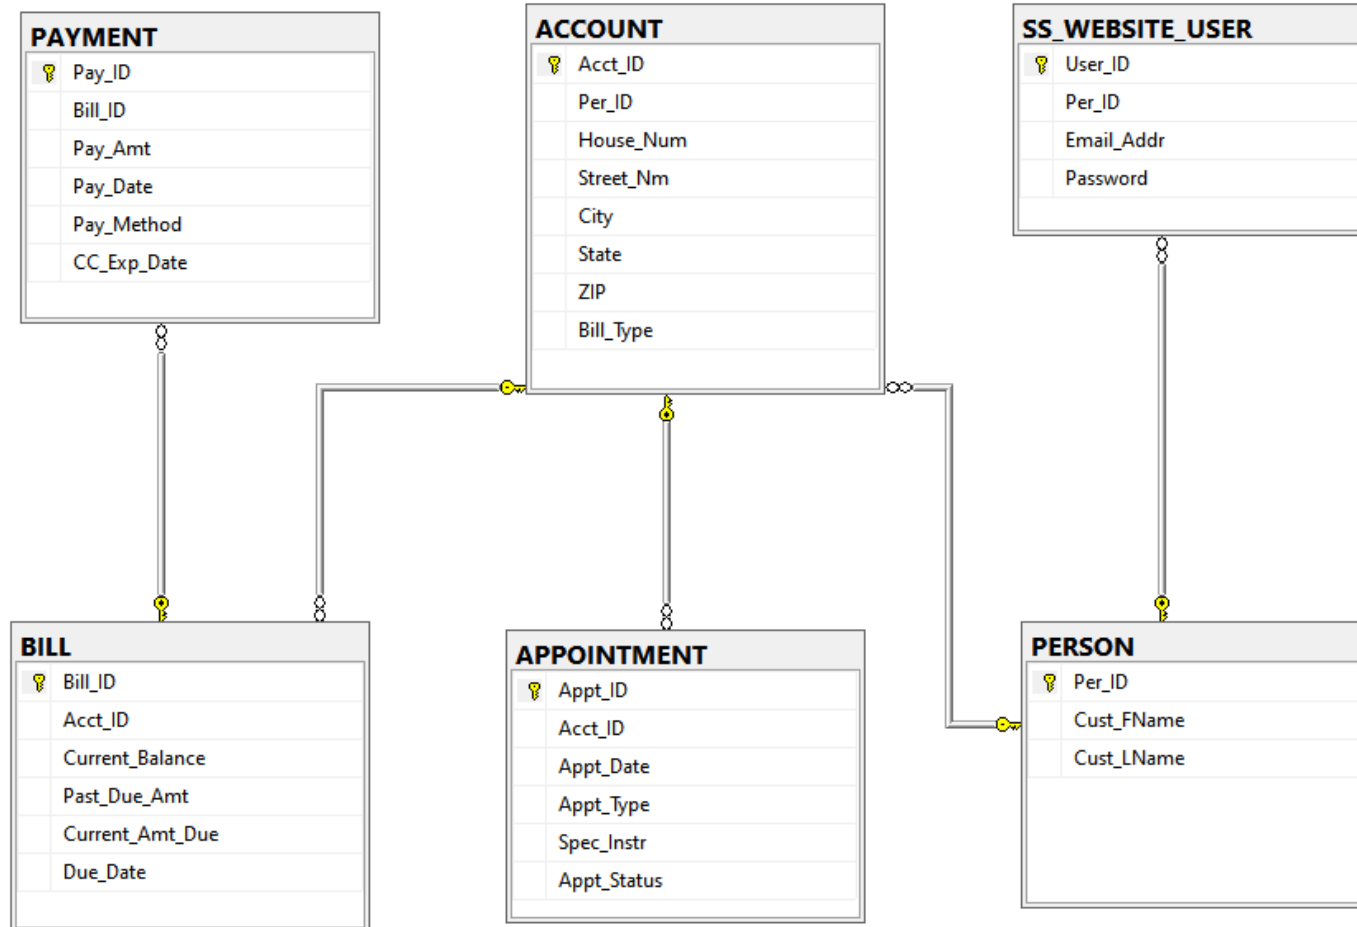 PAYMENT
Pay_ID
Bill_ID
Pay_Amt
Pay_Date
Pay_Method
CC_Exp_Date
ACCOUNT
Acct_ID
Per_ID
House_Num
Street_Nm
City
State
ZIP
Bill_Type
SS_WEBSITE_USER
User_ID
Per_ID
Email_Addr
Password
BILL
Bill_ID
Acct_ID
Current_Balance
Past_Due_Amt
Current_Amt_Due
Due_Date
APPOINTMENT
Appt_ID
Acct_ID
Appt_Date
Appt_Type
Spec_Instr
Appt_Status
PERSON
Per_ID
Cust_FName
Cust_LName